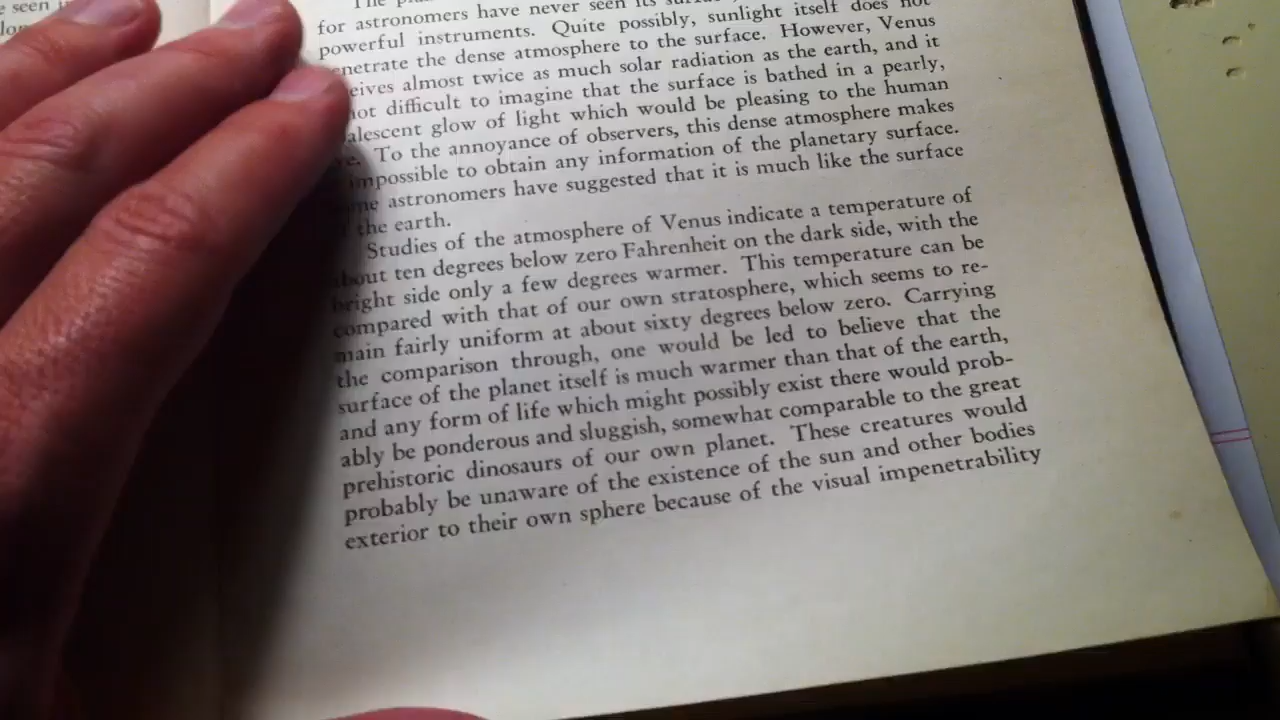 e seen
The
for astronomers have never seen its
powerful instruments. Quite possibly, sunlight itself does not
enetrate the dense atmosphere to the surface. However, Venus
eives almost twice as much solar radiation as the earth, and it
not difficult to imagine that the surface is bathed in a pearly,
alescent glow of light which would be pleasing to the human
e. To the annoyance of observers, this dense atmosphere makes
impossible to obtain any information of the planetary surface.
me astronomers have suggested that it is much like the surface
the earth.
Studies of the atmosphere of Venus indicate a temperature of
about ten degrees below zero Fahrenheit on the dark side, with the
bright side only a few degrees warmer. This temperature can be
compared with that of our own stratosphere, which seems to re-
main fairly uniform at about sixty degrees below zero. Carrying
the comparison through, one would be led to believe that the
surface of the planet itself is much warmer than that of the earth,
and any form of life which might possibly exist there would prob-
ably be ponderous and sluggish, somewhat comparable to the great
prehistoric dinosaurs of our own planet. These creatures would
probably be unaware of the existence of the sun and other bodies
exterior to their own sphere because of the visual impenetrability